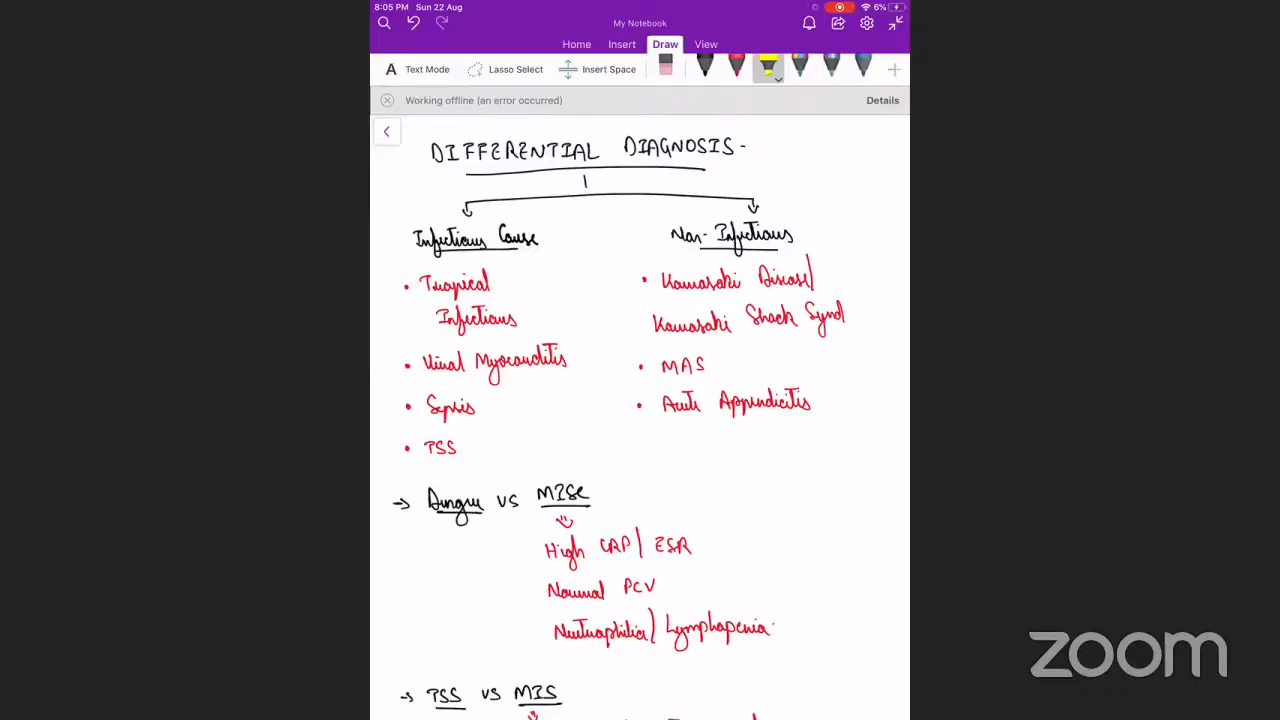 8:05 PM Sun 22 Aug
6%
My Notebook
Home Insert Draw View
A Text Mode Lasso Select Insert Space
Working offline (an error occurred) Details
DIFFERENTIAL DIAGNOSIS-
Infectious Cause
Non-Infectious
• Tropical
Infectious
• Viral Myocarditis
• Sepsis
• TSS
• Kawasaki Disease/
Kawasaki Shock Synd
• MAS
• Acute Appendicitis
→ Dengue vs MISC
High CRP/ESR
Normal PCV
Neutrophilia/Lymphopenia
→ TSS vs MIS
zoom